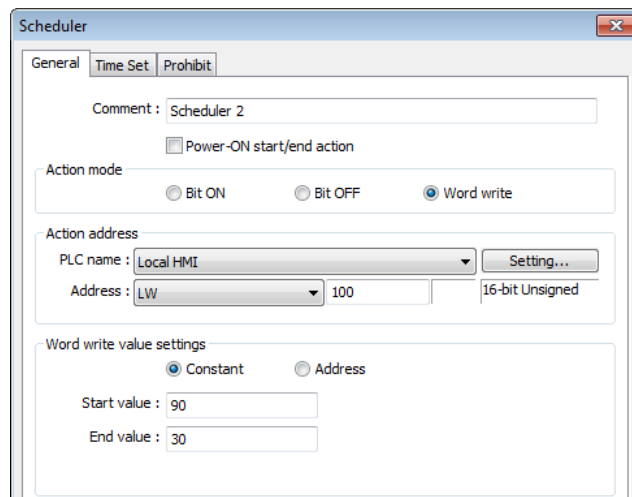 Scheduler
General Time Set Prohibit
Comment : Scheduler 2
Power-ON start/end action
Action mode
Bit ON Bit OFF Word write
Action address
PLC name : Local HMI Setting...
Address : LW 100 16-bit Unsigned
Word write value settings
Constant Address
Start value : 90
End value : 30